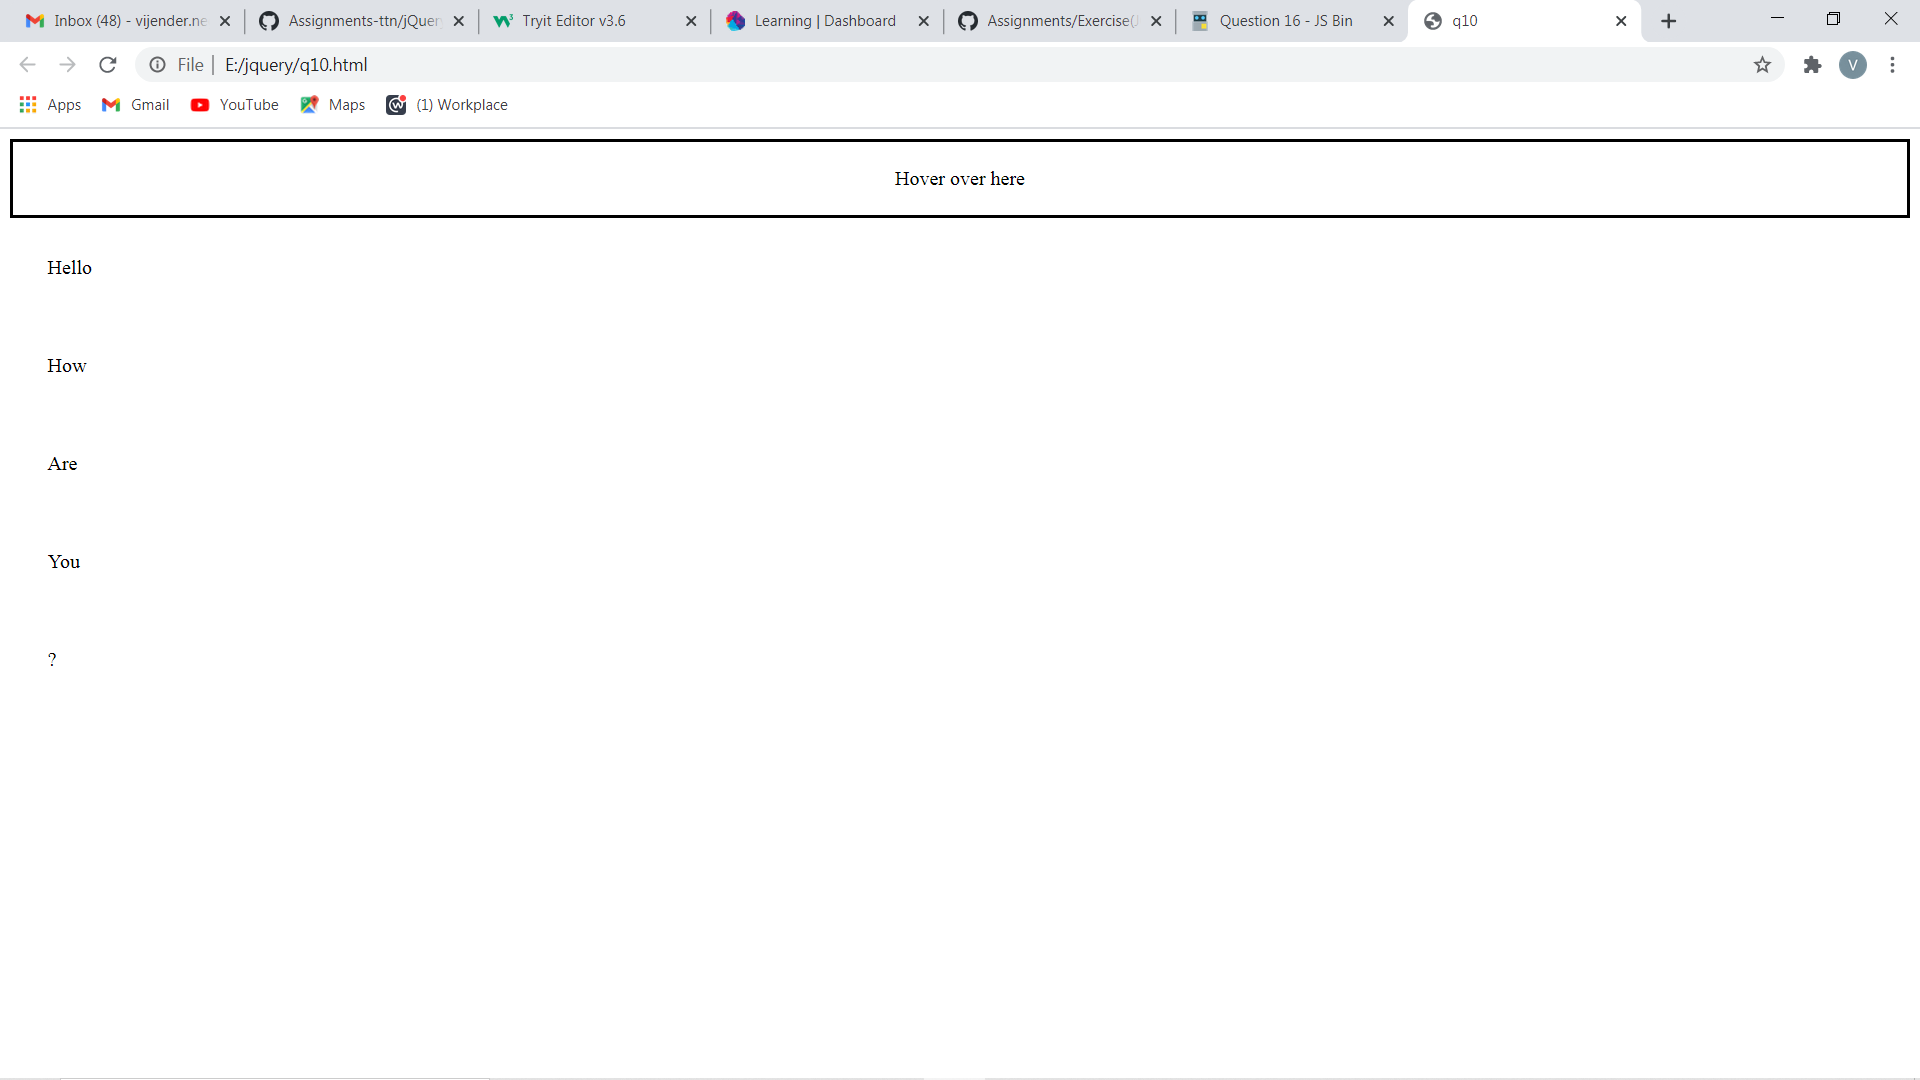 Inbox (48) - vijender.ne
Assignments-ttn/jQuer
Tryit Editor v3.6
Learning | Dashboard
Assignments/Exercise(J
Question 16 - JS Bin
q10
File | E:/jquery/q10.html
V
Apps
Gmail
YouTube
Maps
(1) Workplace
Hover over here
Hello
How
Are
You
?